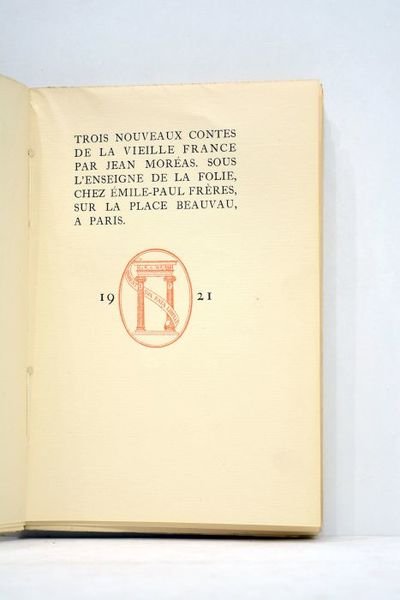 TROIS NOUVEAUX CONTES
DE LA VIEILLE FRANCE
PAR JEAN MORÉAS. SOUS
L'ENSEIGNE DE LA FOLIE,
CHEZ ÉMILE-PAUL FRÈRES,
SUR LA PLACE BEAUVAU,
A PARIS.
19 21